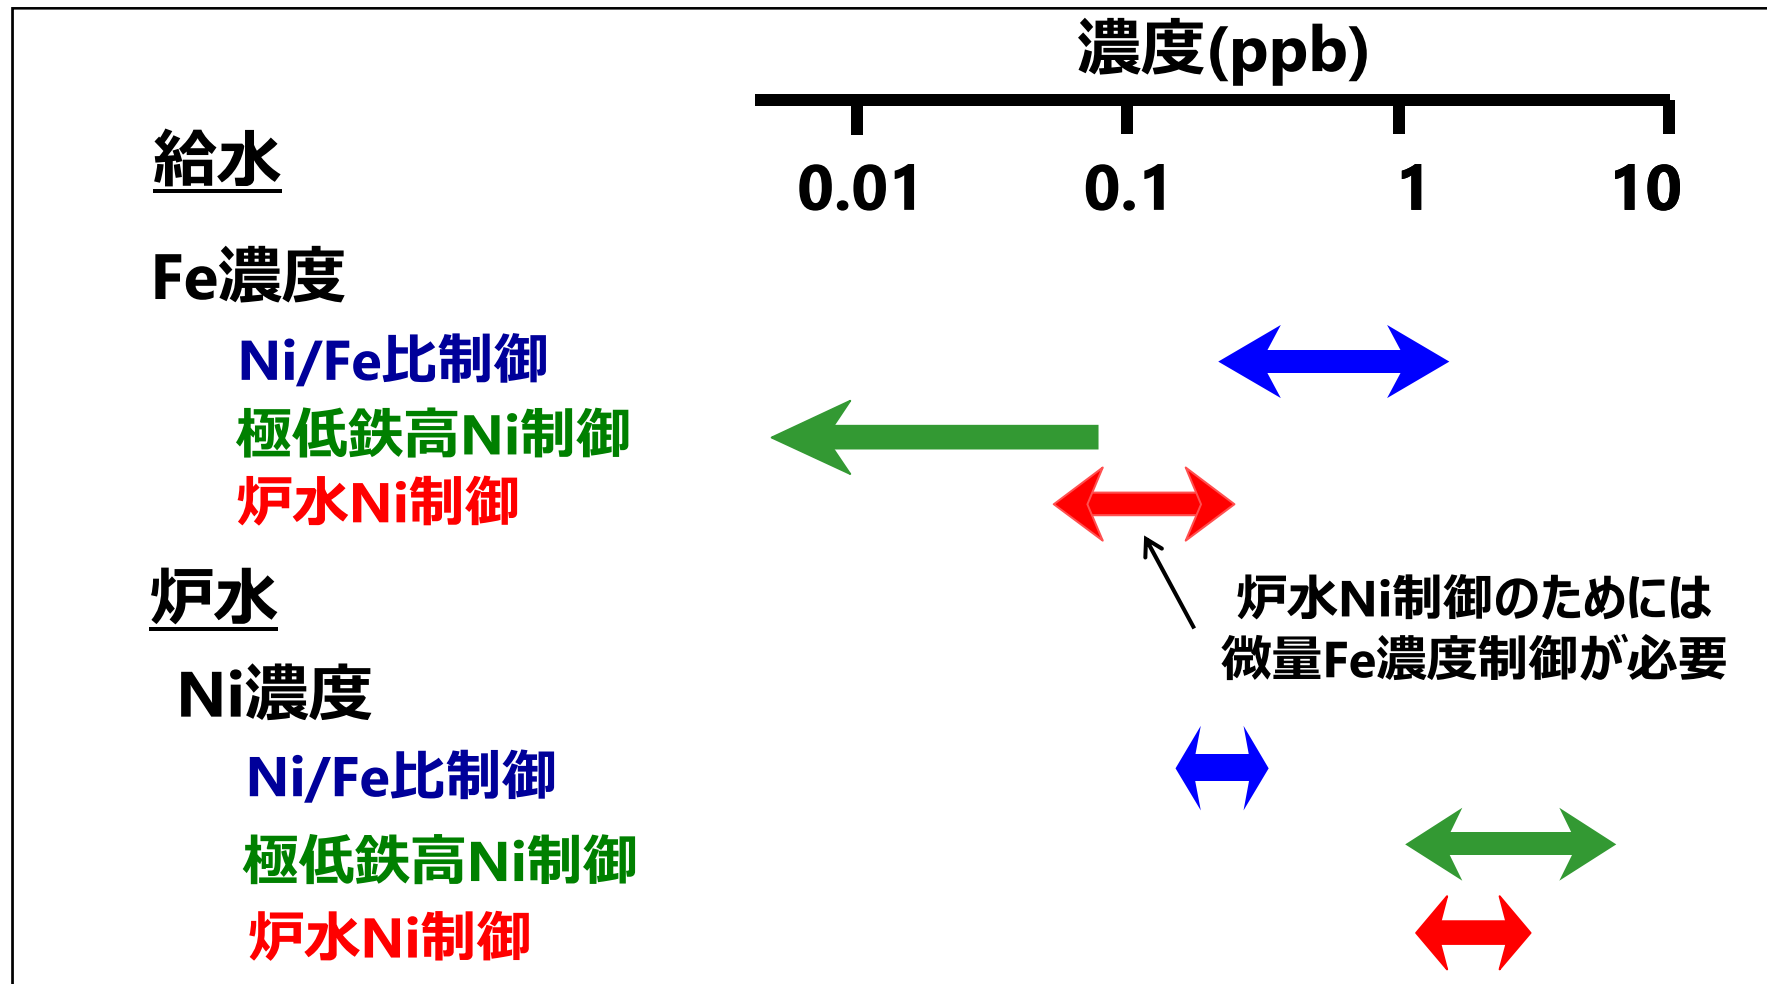 濃度(ppb)
給水
0.01 0.1 1 10
Fe濃度
Ni/Fe比制御
極低鉄高Ni制御
炉水Ni制御
炉水
炉水Ni制御のためには
微量Fe濃度制御が必要
Ni濃度
Ni/Fe比制御
極低鉄高Ni制御
炉水Ni制御